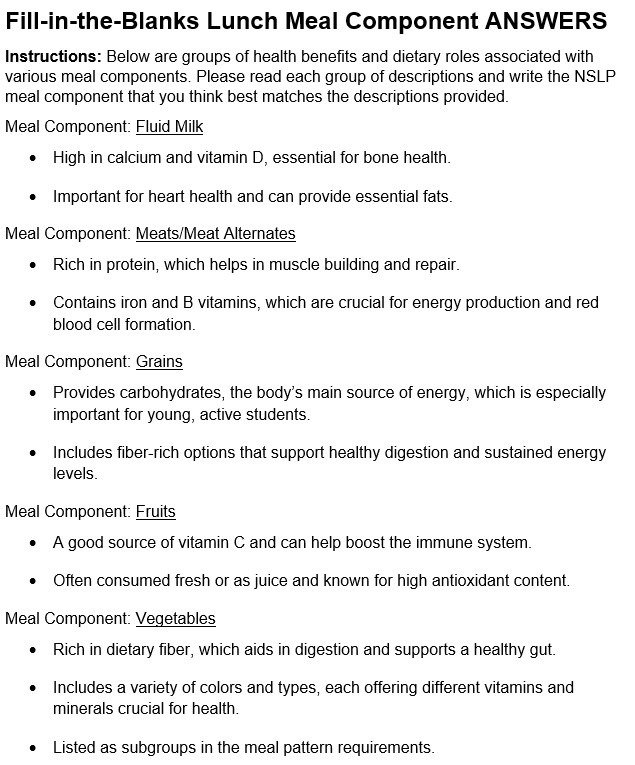 Fill-in-the-Blanks Lunch Meal Component ANSWERS
Instructions: Below are groups of health benefits and dietary roles associated with
various meal components. Please read each group of descriptions and write the NSLP
meal component that you think best matches the descriptions provided.
Meal Component: Fluid Milk
• High in calcium and vitamin D, essential for bone health.
• Important for heart health and can provide essential fats.
Meal Component: Meats/Meat Alternates
• Rich in protein, which helps in muscle building and repair.
• Contains iron and B vitamins, which are crucial for energy production and red
blood cell formation.
Meal Component: Grains
• Provides carbohydrates, the body’s main source of energy, which is especially
important for young, active students.
• Includes fiber-rich options that support healthy digestion and sustained energy
levels.
Meal Component: Fruits
• A good source of vitamin C and can help boost the immune system.
• Often consumed fresh or as juice and known for high antioxidant content.
Meal Component: Vegetables
• Rich in dietary fiber, which aids in digestion and supports a healthy gut.
• Includes a variety of colors and types, each offering different vitamins and
minerals crucial for health.
• Listed as subgroups in the meal pattern requirements.